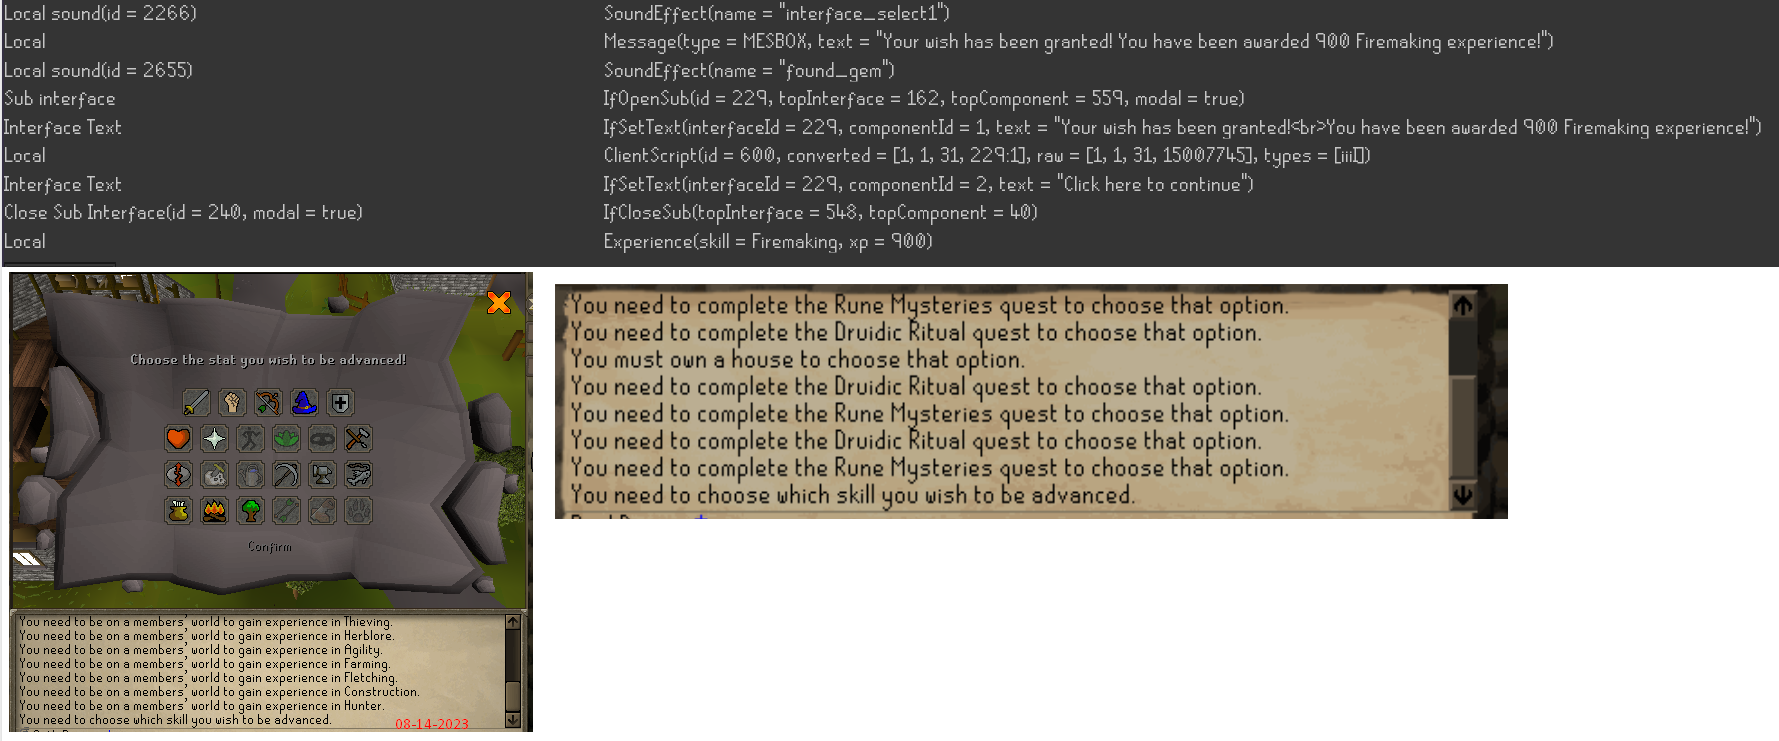 Local sound(id = 2266) SoundEffect(name = "interface_select1")
Local Message(type = MESBOX, text = "Your wish has been granted! You have been awarded 900 Firemaking experience!")
Local sound(id = 2655) SoundEffect(name = "found_gem")
Sub interface IfOpenSub(id = 229, topInterface = 162, topComponent = 559, modal = true)
Interface Text IfSetText(interfaceId = 229, componentId = 1, text = "Your wish has been granted!<br>You have been awarded 900 Firemaking experience!")
Local ClientScript(id = 600, converted = [1, 1, 31, 229:1], raw = [1, 1, 31, 15007745], types = [iiiI])
Interface Text IfSetText(interfaceId = 229, componentId = 2, text = "Click here to continue")
Close Sub Interface(id = 240, modal = true) IfCloseSub(topInterface = 548, topComponent = 40)
Local Experience(skill = Firemaking, xp = 900)
Choose the stat you wish to be advanced!
Confirm
You need to be on a members' world to gain experience in Thieving.
You need to be on a members' world to gain experience in Herblore.
You need to be on a members' world to gain experience in Agility.
You need to be on a members' world to gain experience in Farming.
You need to be on a members' world to gain experience in Fletching.
You need to be on a members' world to gain experience in Construction.
You need to be on a members' world to gain experience in Hunter.
You need to choose which skill you wish to be advanced.
08-14-2023
You need to complete the Rune Mysteries quest to choose that option.
You need to complete the Druidic Ritual quest to choose that option.
You must own a house to choose that option.
You need to complete the Druidic Ritual quest to choose that option.
You need to complete the Rune Mysteries quest to choose that option.
You need to complete the Druidic Ritual quest to choose that option.
You need to complete the Rune Mysteries quest to choose that option.
You need to choose which skill you wish to be advanced.